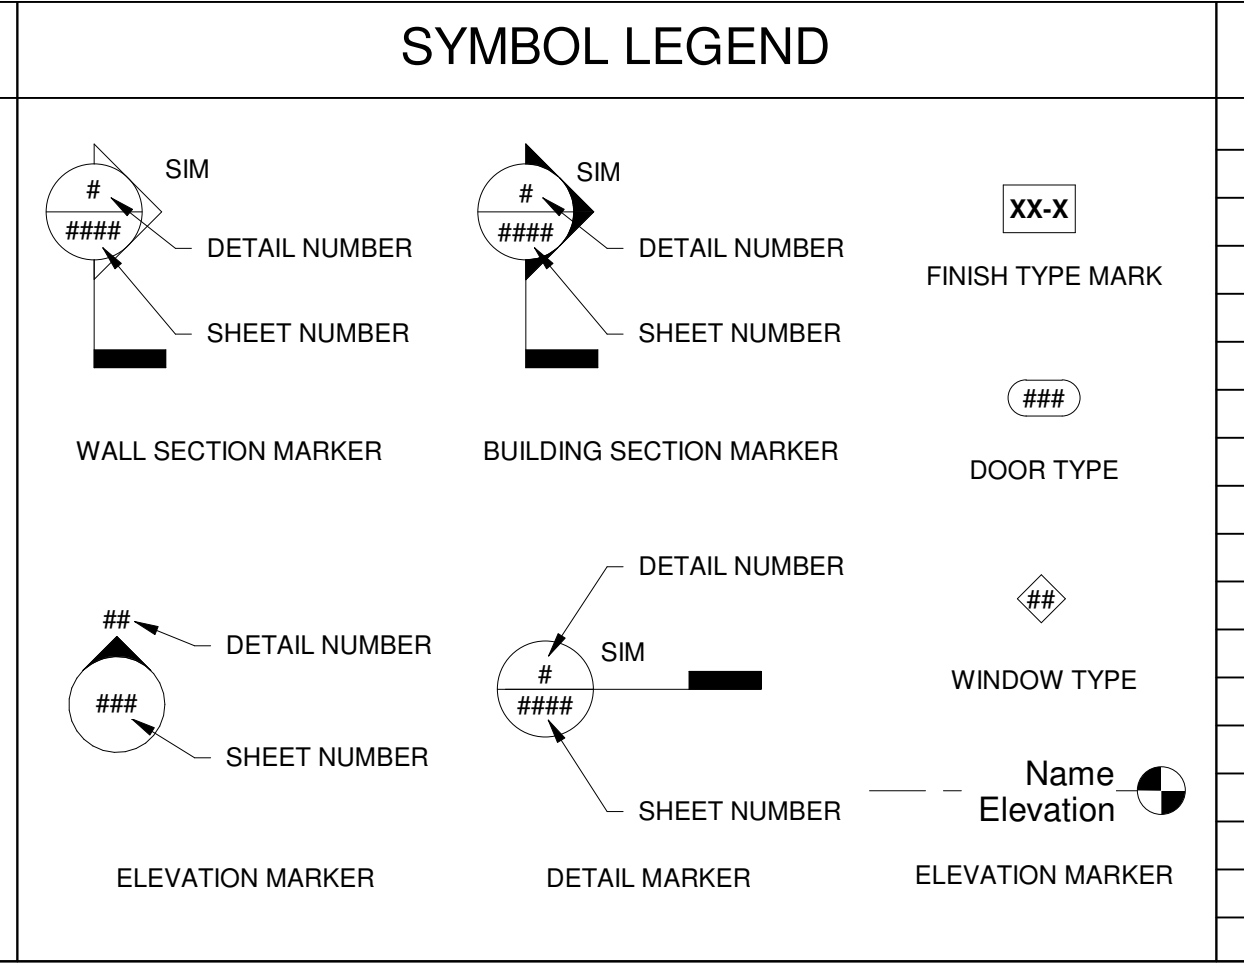 SYMBOL LEGEND
SIM
#
####
DETAIL NUMBER
SHEET NUMBER
WALL SECTION MARKER
SIM
#
####
DETAIL NUMBER
SHEET NUMBER
BUILDING SECTION MARKER
XX-X
FINISH TYPE MARK
###
DOOR TYPE
##
DETAIL NUMBER
###
SHEET NUMBER
ELEVATION MARKER
DETAIL NUMBER
SIM
#
####
SHEET NUMBER
DETAIL MARKER
##
WINDOW TYPE
Name
Elevation
ELEVATION MARKER